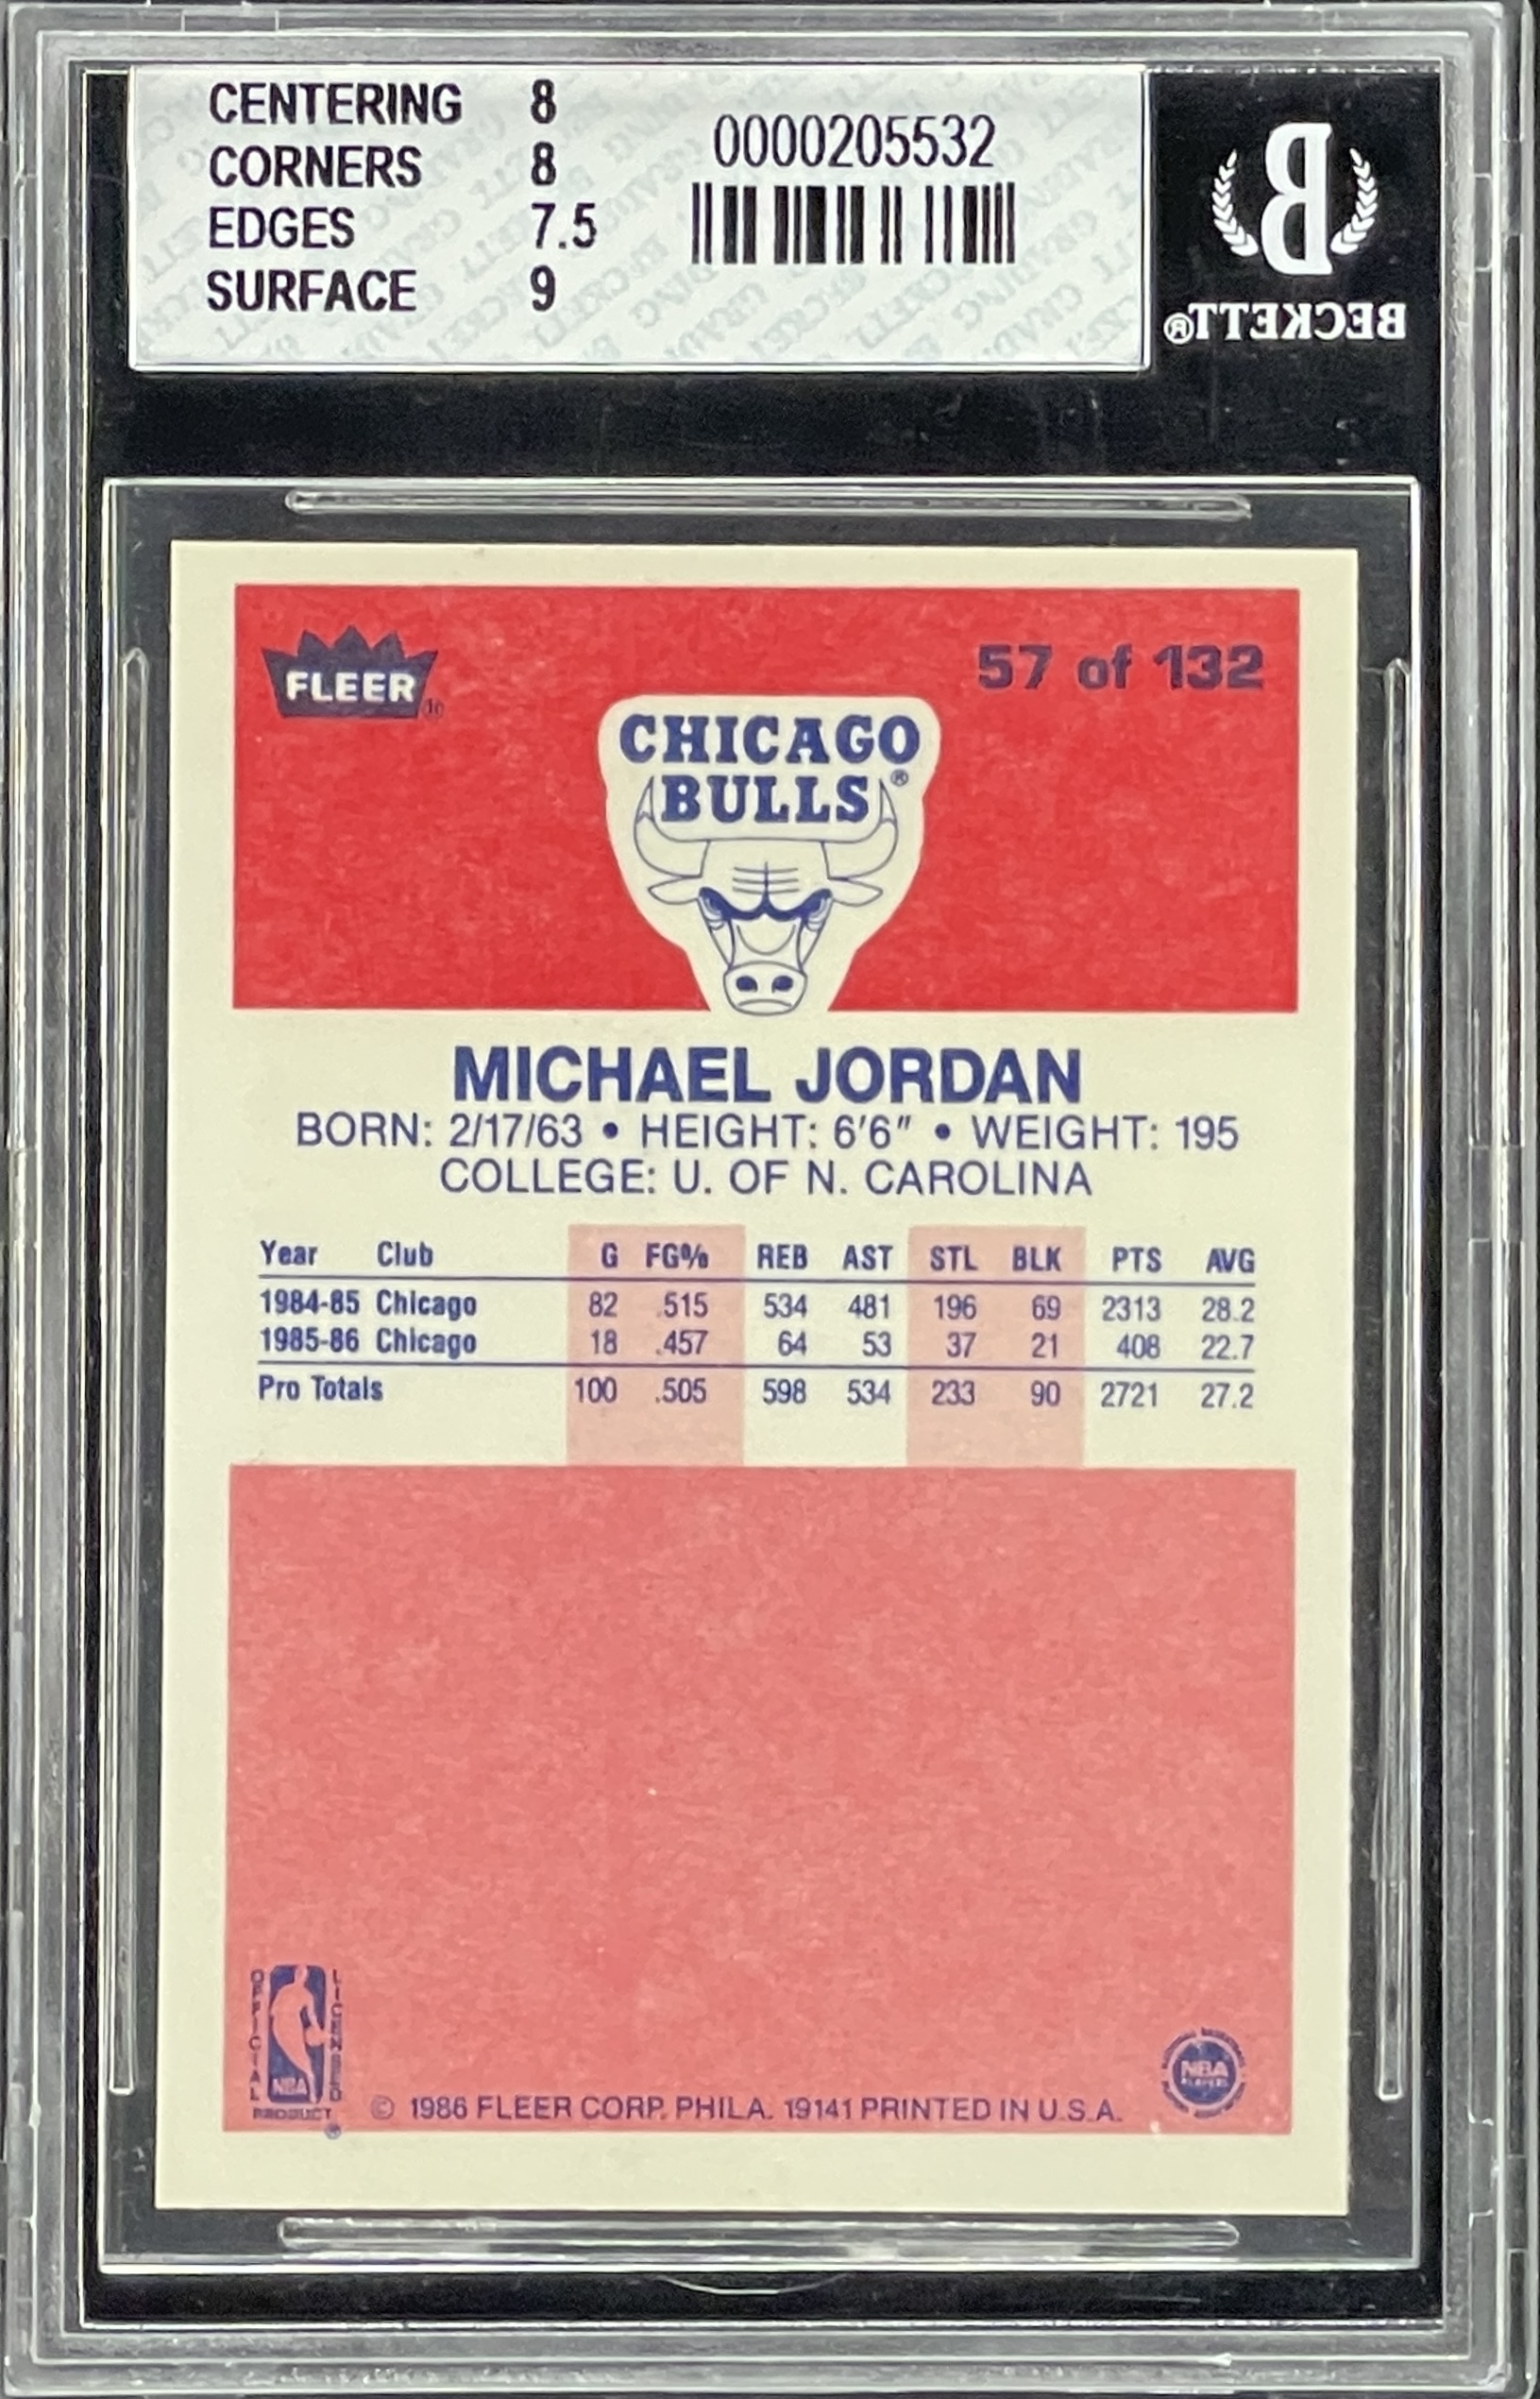 CENTERING 8
CORNERS 8
EDGES 7.5
SURFACE 9
0000205532
B
BECKETT®
FLEER
57 of 132
CHICAGO
BULLS®
MICHAEL JORDAN
BORN: 2/17/63 • HEIGHT: 6'6" • WEIGHT: 195
COLLEGE: U. OF N. CAROLINA
Year Club G FG% REB AST STL BLK PTS AVG
1984-85 Chicago 82 .515 534 481 196 69 2313 28.2
1985-86 Chicago 18 .457 64 53 37 21 408 22.7
Pro Totals 100 .505 598 534 233 90 2721 27.2
OFFICIAL
LICENSED
NBA
PRODUCT
®
© 1986 FLEER CORP. PHILA. 19141 PRINTED IN U.S.A.
NBA
PLAYERS